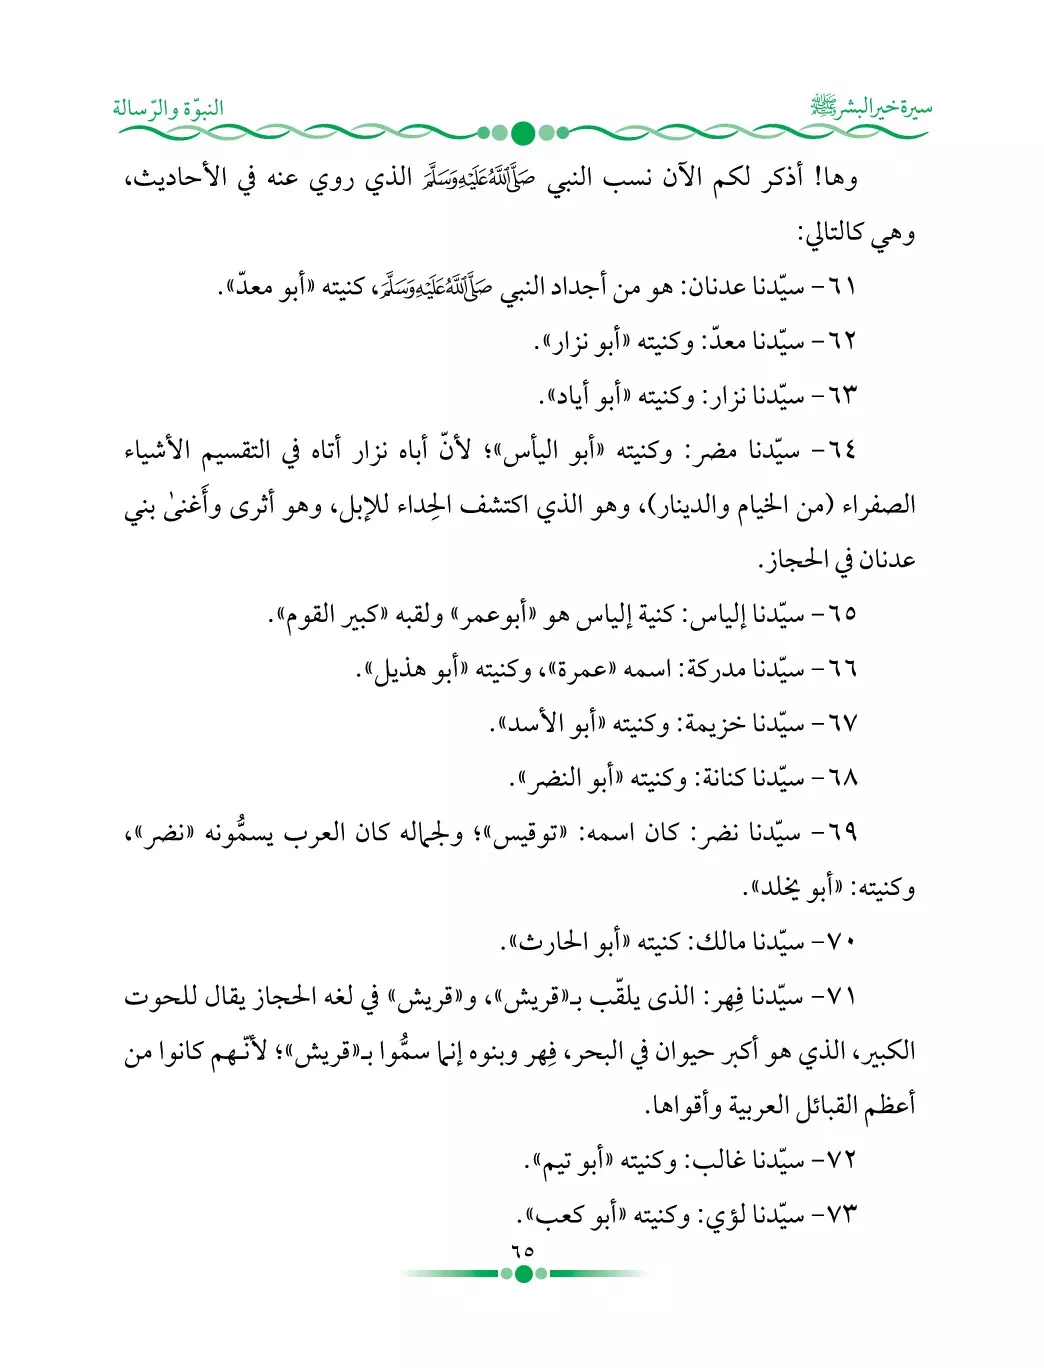 سيرة خير البشر ﷺ
النبوّة والرّسالة
وها! أذكر لكم الآن نسب النبي صَلَّىٰللَّهُعَلَيْهِوَسَلَّمَ الذي روي عنه في الأحاديث،
وهي كالتالي:
٦١- سيّدنا عدنان: هو من أجداد النبي صَلَّىٰللَّهُعَلَيْهِوَسَلَّمَ، كنيته «أبو معدّ».
٦٢- سيّدنا معدّ: وكنيته «أبو نزار».
٦٣- سيّدنا نزار: وكنيته «أبو أياد».
٦٤- سيّدنا مضر: وكنيته «أبو اليأس»؛ لأنّ أباه نزار أتاه في التقسيم الأشياء
الصفراء (من الخيام والدينار)، وهو الذي اكتشف الحِداء للإبل، وهو أثرى وأَغنىٰ بني
عدنان في الحجاز.
٦٥- سيّدنا إلياس: كنية إلياس هو «أبوعمر» ولقبه «كبير القوم».
٦٦- سيّدنا مدركة: اسمه «عمرة»، وكنيته «أبو هذيل».
٦٧- سيّدنا خزيمة: وكنيته «أبو الأسد».
٦٨- سيّدنا كنانة: وكنيته «أبو النضر».
٦٩- سيّدنا نضر: كان اسمه: «توقيس»؛ ولجماله كان العرب يسمُّونه «نضر»،
وكنيته: «أبو يخلد».
٧٠- سيّدنا مالك: كنيته «أبو الحارث».
٧١- سيّدنا فِهر: الذى يلقّب بـ«قريش»، و«قريش» في لغه الحجاز يقال للحوت
الكبير، الذي هو أكبر حيوان في البحر، فِهر وبنوه إنما سمُّوا بـ«قريش»؛ لأنّـهم كانوا من
أعظم القبائل العربية وأقواها.
٧٢- سيّدنا غالب: وكنيته «أبو تيم».
٧٣- سيّدنا لؤي: وكنيته «أبو كعب».
٦٥